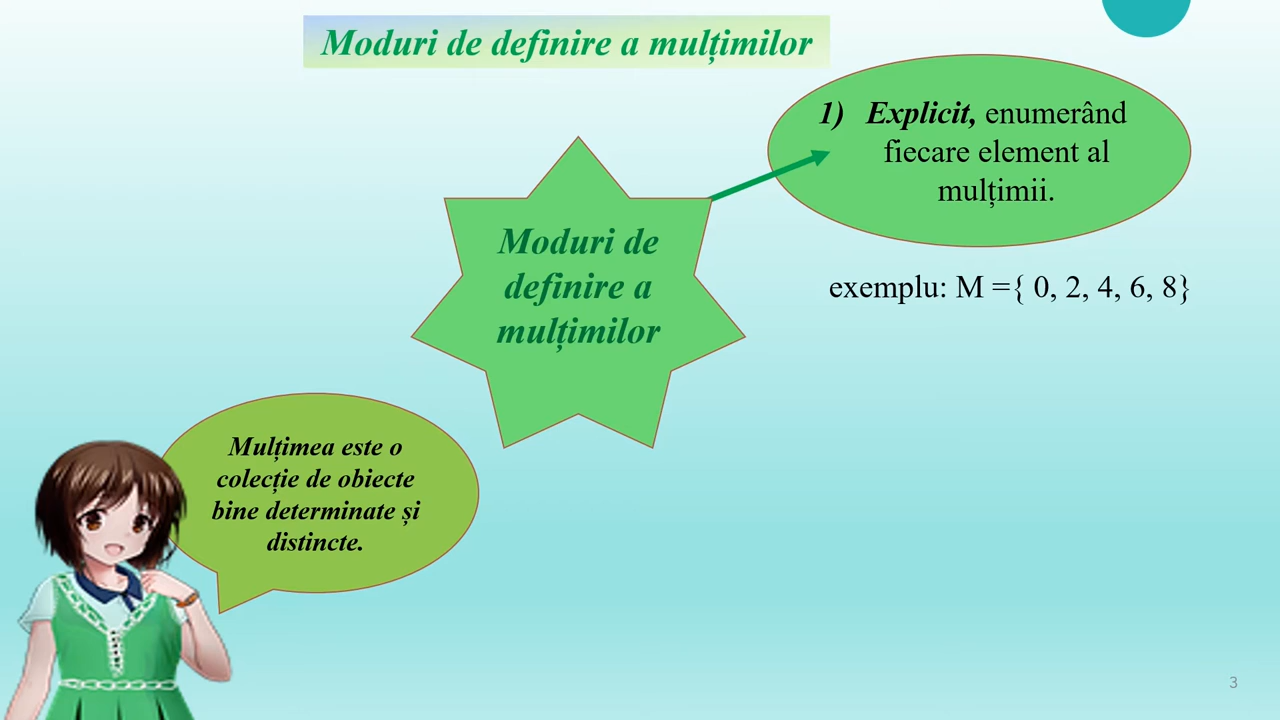 Moduri de definire a mulțimilor
1) Explicit, enumerând
fiecare element al
mulțimii.
Moduri de
definire a
mulțimilor
exemplu: M ={ 0, 2, 4, 6, 8}
Mulțimea este o
colecție de obiecte
bine determinate și
distincte.
3